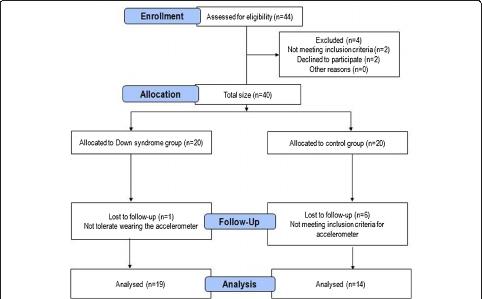 Enrollment
Assessed for eligibility (n=44)
Excluded (n=4)
Not meeting inclusion criteria (n=2)
Declined to participate (n=2)
Other reasons (n=0)
Allocation
Total size (n=40)
Allocated to Down syndrome group (n=20)
Allocated to control group (n=20)
Lost to follow-up (n=1)
Not tolerate wearing the accelerometer
Follow-Up
Lost to follow-up (n=6)
Not meeting inclusion criteria for
accelerometer
Analysed (n=19)
Analysis
Analysed (n=14)